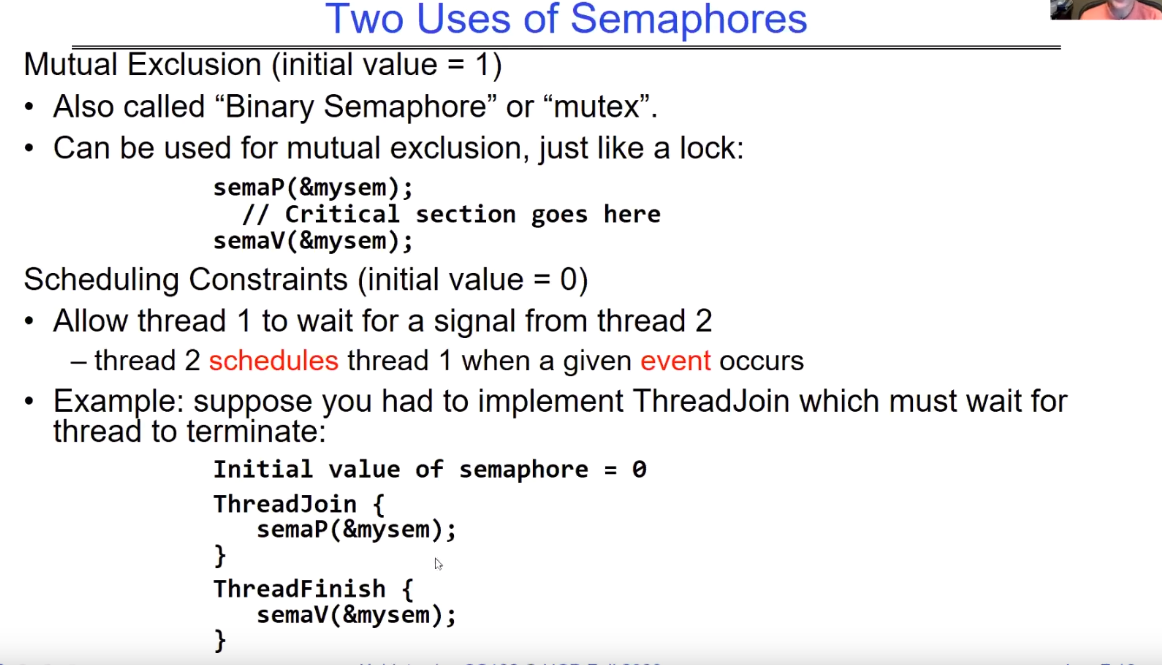 Two Uses of Semaphores
Mutual Exclusion (initial value = 1)
• Also called “Binary Semaphore” or “mutex”.
• Can be used for mutual exclusion, just like a lock:
semaP(&mysem);
// Critical section goes here
semaV(&mysem);
Scheduling Constraints (initial value = 0)
• Allow thread 1 to wait for a signal from thread 2
– thread 2 schedules thread 1 when a given event occurs
• Example: suppose you had to implement ThreadJoin which must wait for
thread to terminate:
Initial value of semaphore = 0
ThreadJoin {
semaP(&mysem);
}
ThreadFinish {
semaV(&mysem);
}